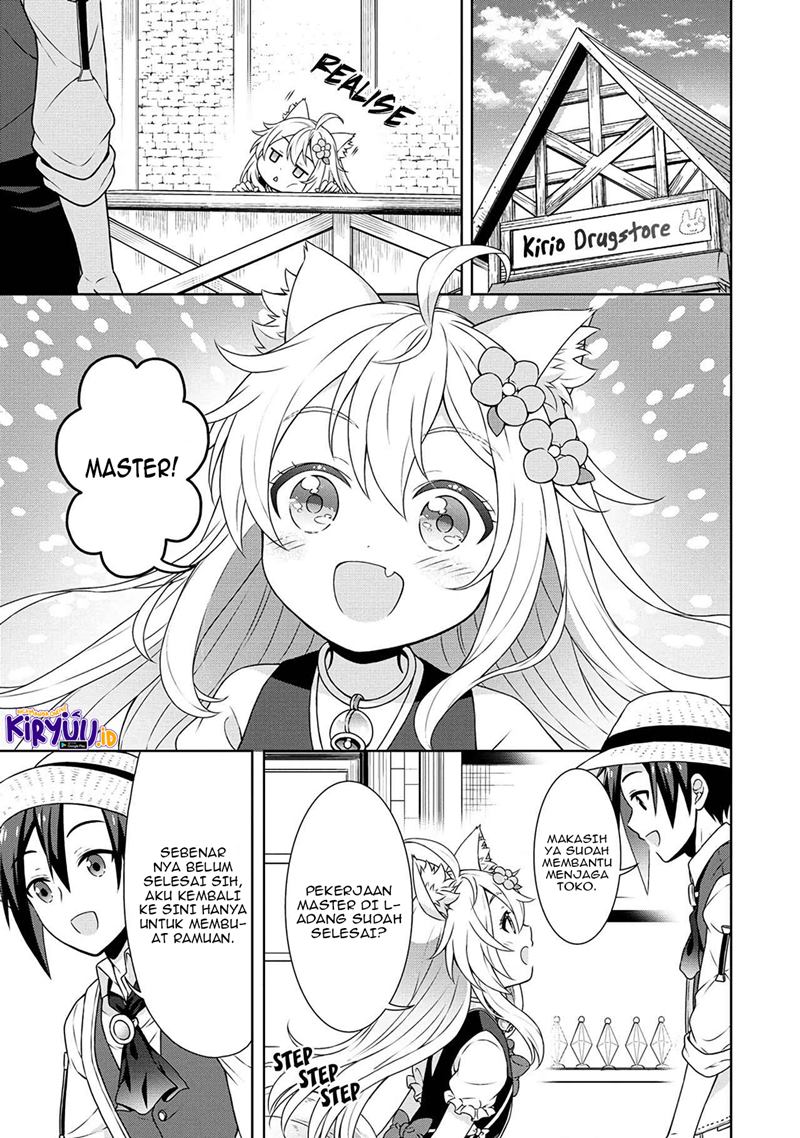 Kirio Drugstore
REALISE
MASTER!
KIRYUU.ID
MAKASIH
YA SUDAH
MEMBANTU
MENJAGA
TOKO.
PEKERJAAN
MASTER DI L-
ADANG SUDAH
SELESAI?
STEP
STEP
STEP
SEBENAR
NYA BELUM
SELESAI SIH,
AKU KEMBALI
KE SINI HANYA
UNTUK MEMBU-
AT RAMUAN.